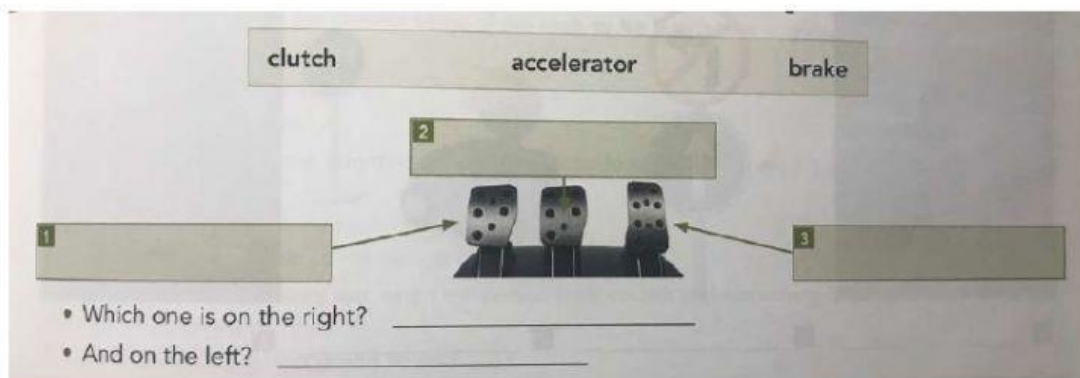 clutch accelerator brake
2
1
3
• Which one is on the right?
• And on the left?